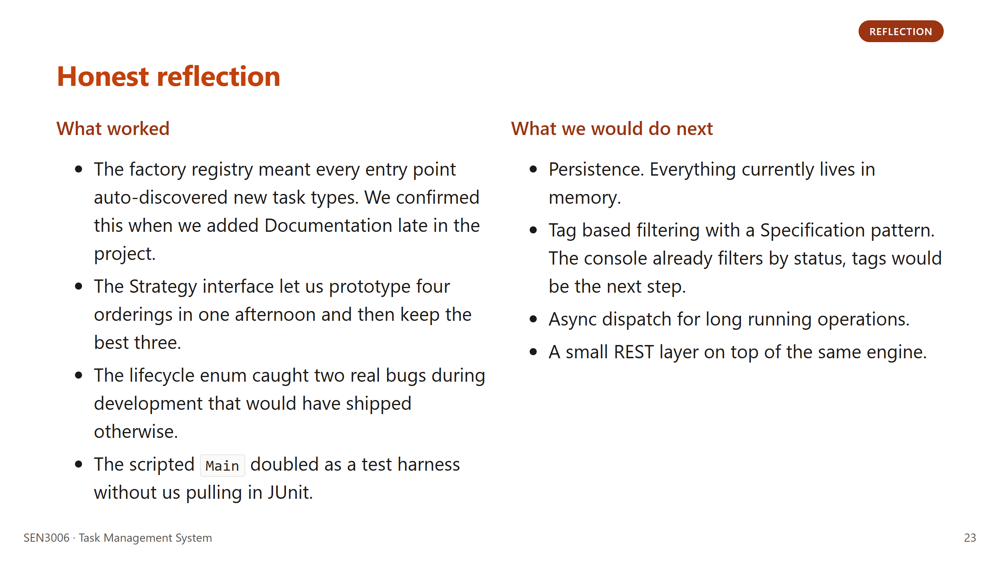 REFLECTION
Honest reflection
What worked
The factory registry meant every entry point
auto-discovered new task types. We confirmed
this when we added Documentation late in the
project.
The Strategy interface let us prototype four
orderings in one afternoon and then keep the
best three.
The lifecycle enum caught two real bugs during
development that would have shipped
otherwise.
The scripted Main doubled as a test harness
without us pulling in JUnit.
What we would do next
Persistence. Everything currently lives in
memory.
Tag based filtering with a Specification pattern.
The console already filters by status, tags would
be the next step.
Async dispatch for long running operations.
A small REST layer on top of the same engine.
SEN3006 · Task Management System
23